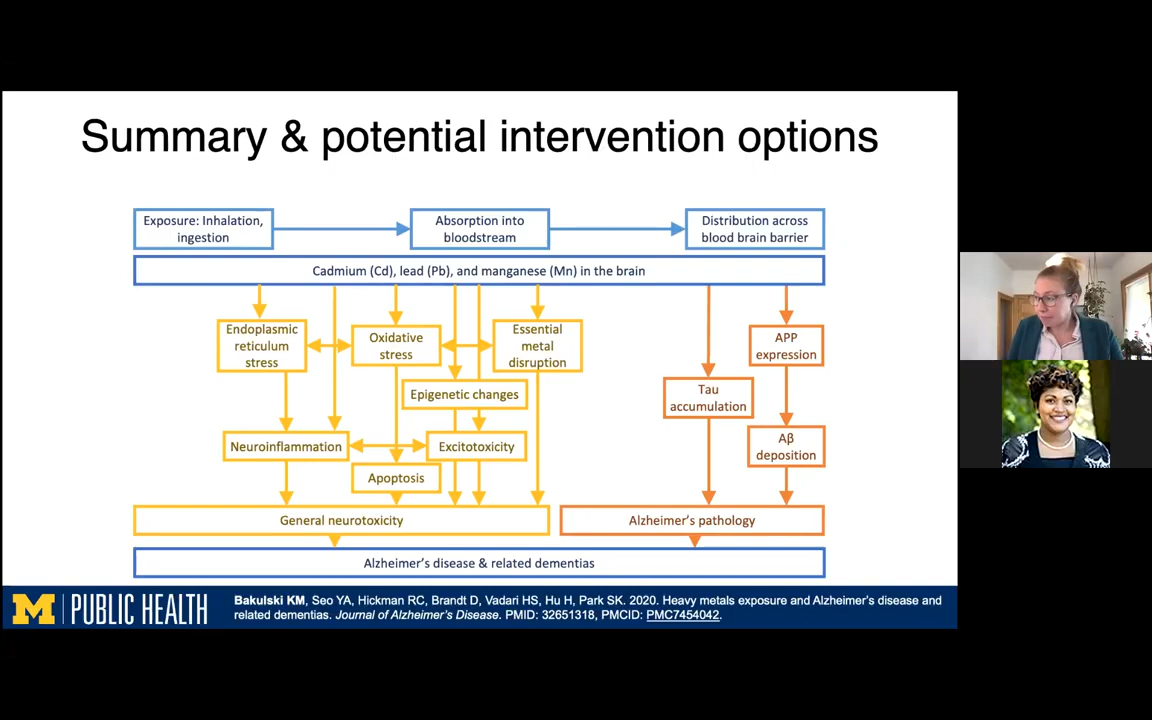 Summary & potential intervention options
Exposure: Inhalation,
ingestion
Absorption into
bloodstream
Distribution across
blood brain barrier
Cadmium (Cd), lead (Pb), and manganese (Mn) in the brain
Endoplasmic
reticulum
stress
Oxidative
stress
Essential
metal
disruption
APP
expression
Epigenetic changes
Tau
accumulation
Neuroinflammation
Excitotoxicity
Aβ
deposition
Apoptosis
General neurotoxicity
Alzheimer's pathology
Alzheimer's disease & related dementias
M PUBLIC HEALTH
Bakulski KM, Seo YA, Hickman RC, Brandt D, Vadari HS, Hu H, Park SK. 2020. Heavy metals exposure and Alzheimer's disease and
related dementias. Journal of Alzheimer's Disease. PMID: 32651318, PMCID: PMC7454042.